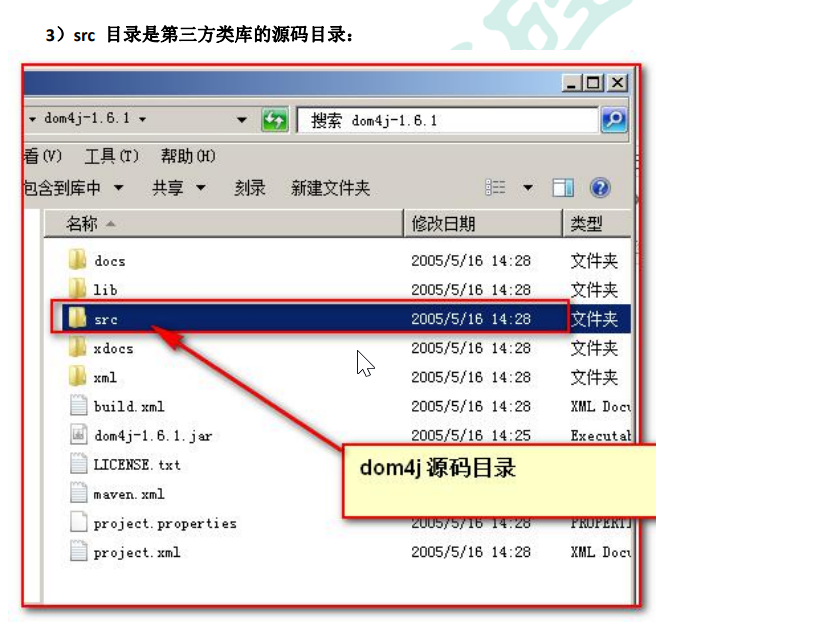 3）src 目录是第三方类库的源码目录：
dom4j-1.6.1
搜索 dom4j-1.6.1
看(V) 工具(T) 帮助(H)
包含到库中 共享 刻录 新建文件夹
名称 修改日期 类型
docs 2005/5/16 14:28 文件夹
lib 2005/5/16 14:28 文件夹
src 2005/5/16 14:28 文件夹
xdocs 2005/5/16 14:28 文件夹
xml 2005/5/16 14:28 文件夹
build.xml 2005/5/16 14:28 XML Docu
dom4j-1.6.1.jar 2005/5/16 14:25 Executab
LICENSE.txt
dom4j 源码目录
maven.xml
project.properties 2005/5/16 14:28 PROPERTI
project.xml 2005/5/16 14:28 XML Docu